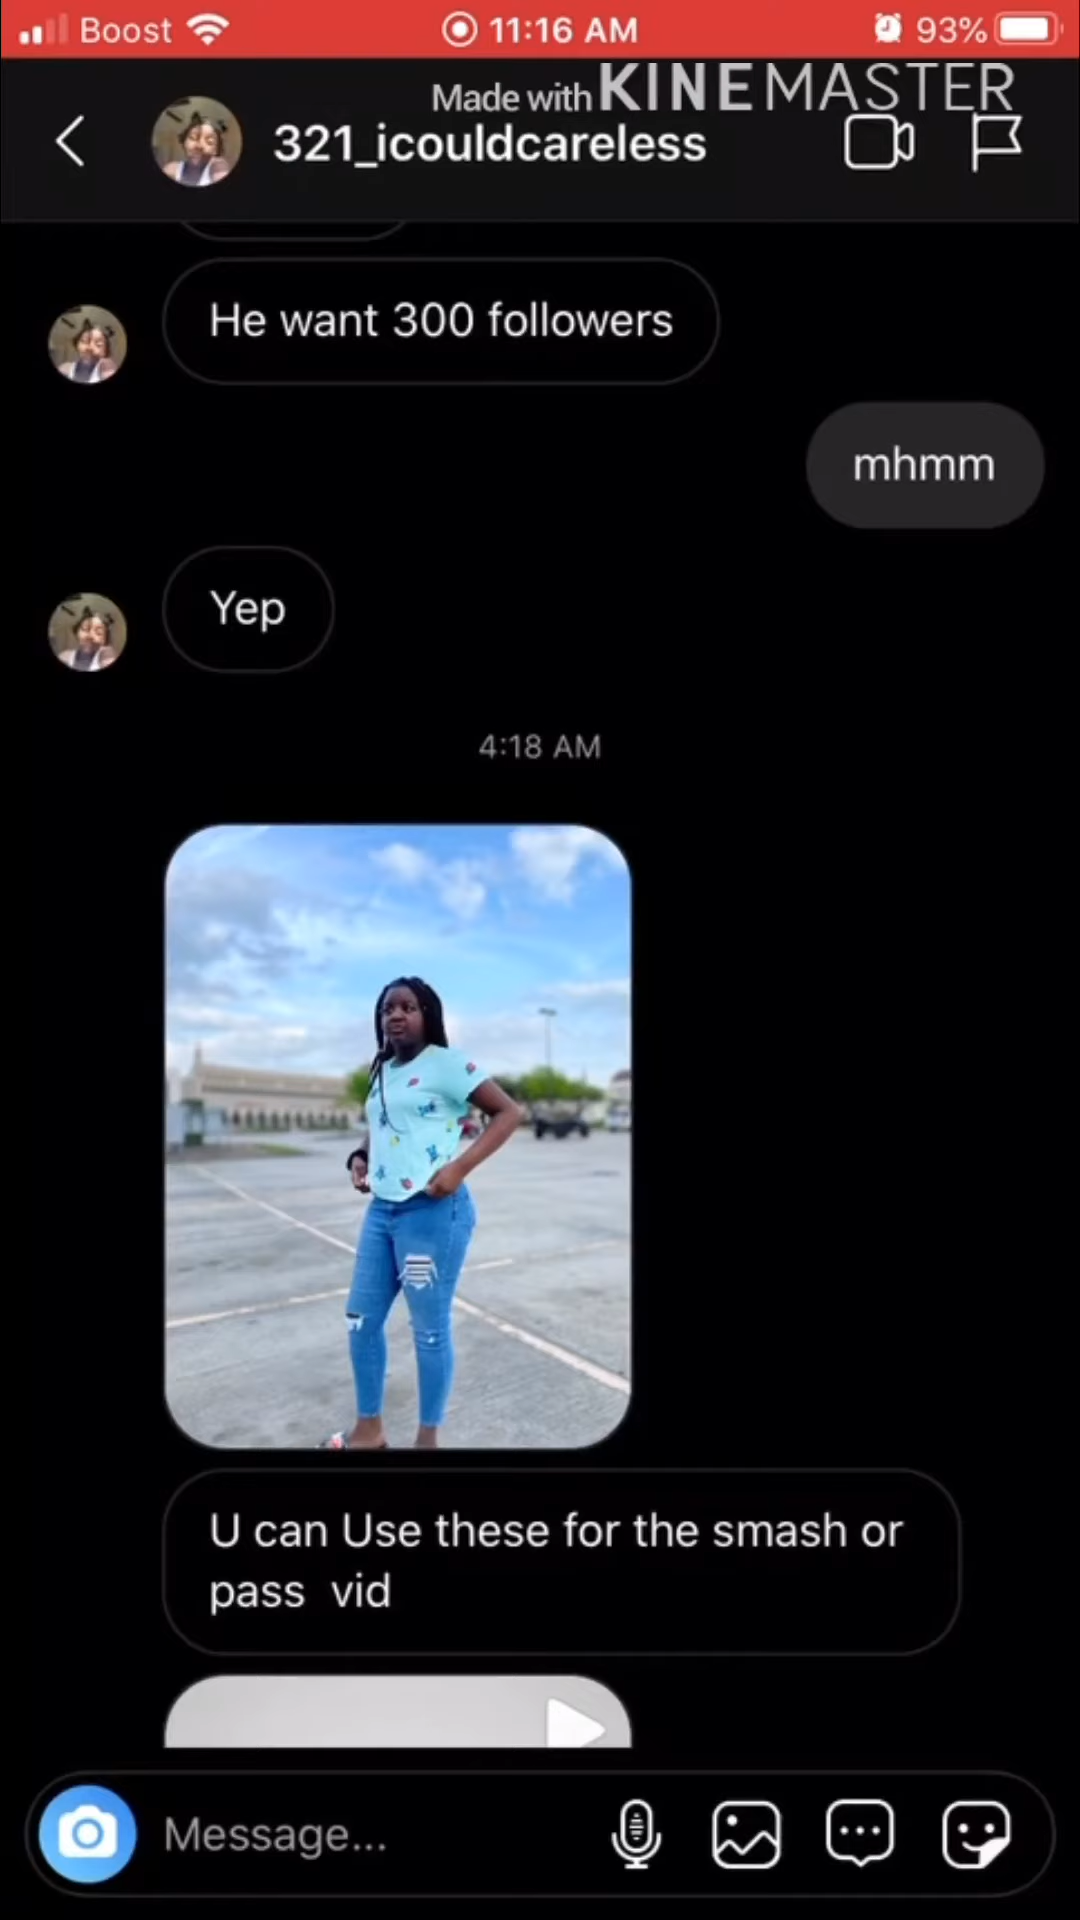 Boost 11:16 AM 93%
Made with KINEMASTER
321_icouldcareless
He want 300 followers
mhmm
Yep
4:18 AM
U can Use these for the smash or
pass vid
Message...